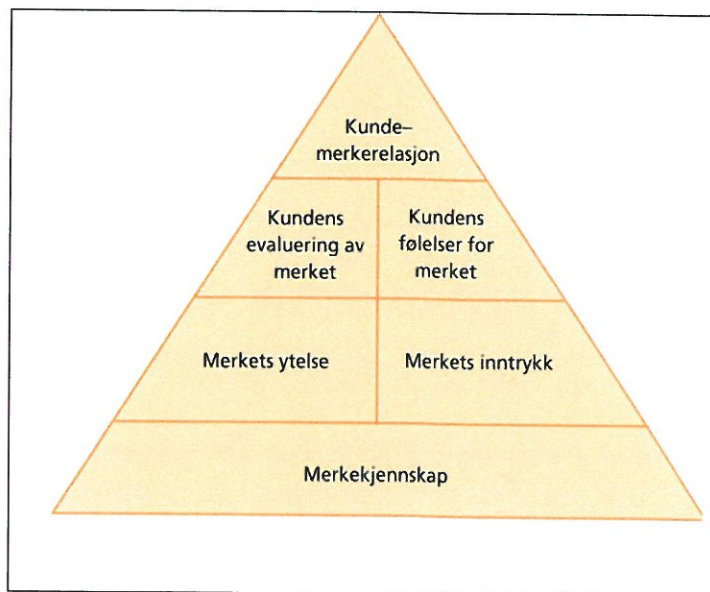 Kunde–
merkerelasjon
Kundens
evaluering av
merket
Kundens
følelser for
merket
Merkets ytelse
Merkets inntrykk
Merkekjennskap